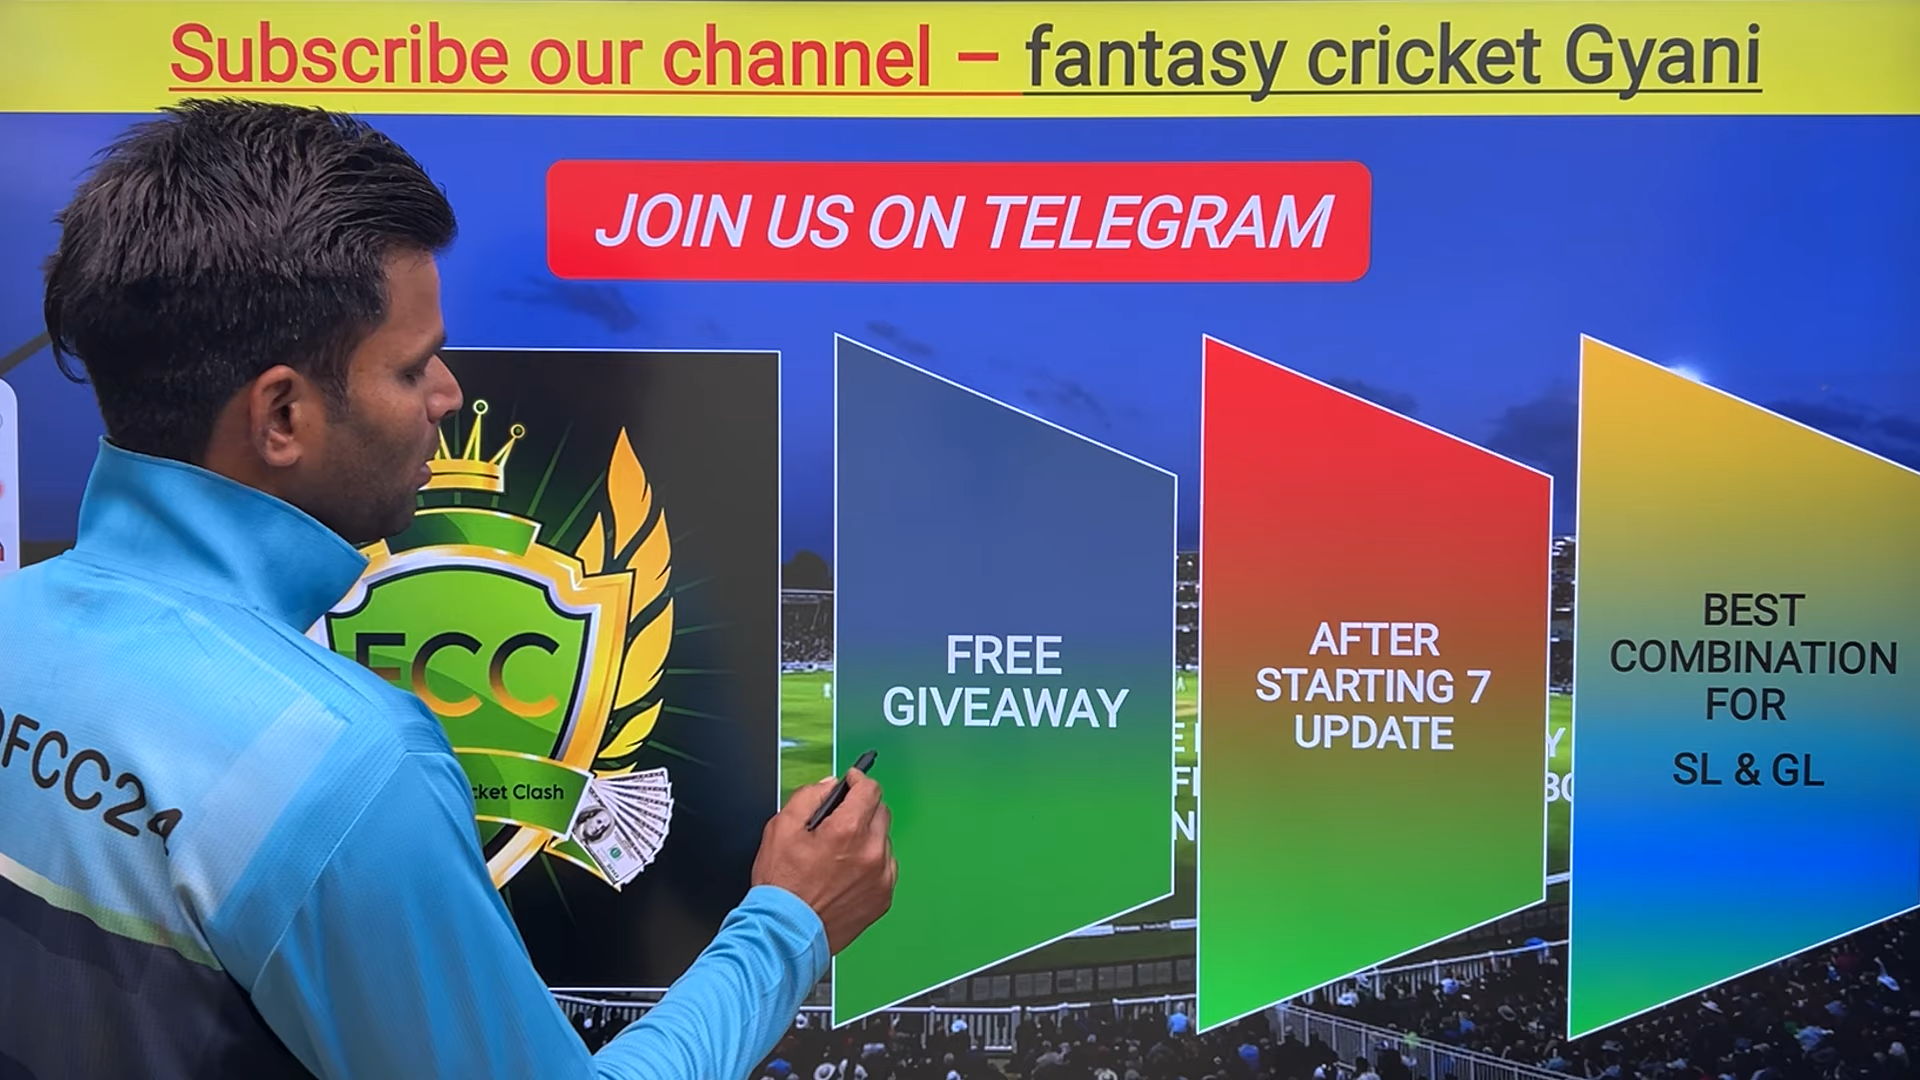 Subscribe our channel – fantasy cricket Gyani
JOIN US ON TELEGRAM
FCC
cket Clash
FCC24
FREE
GIVEAWAY
AFTER
STARTING 7
UPDATE
BEST
COMBINATION
FOR
SL & GL